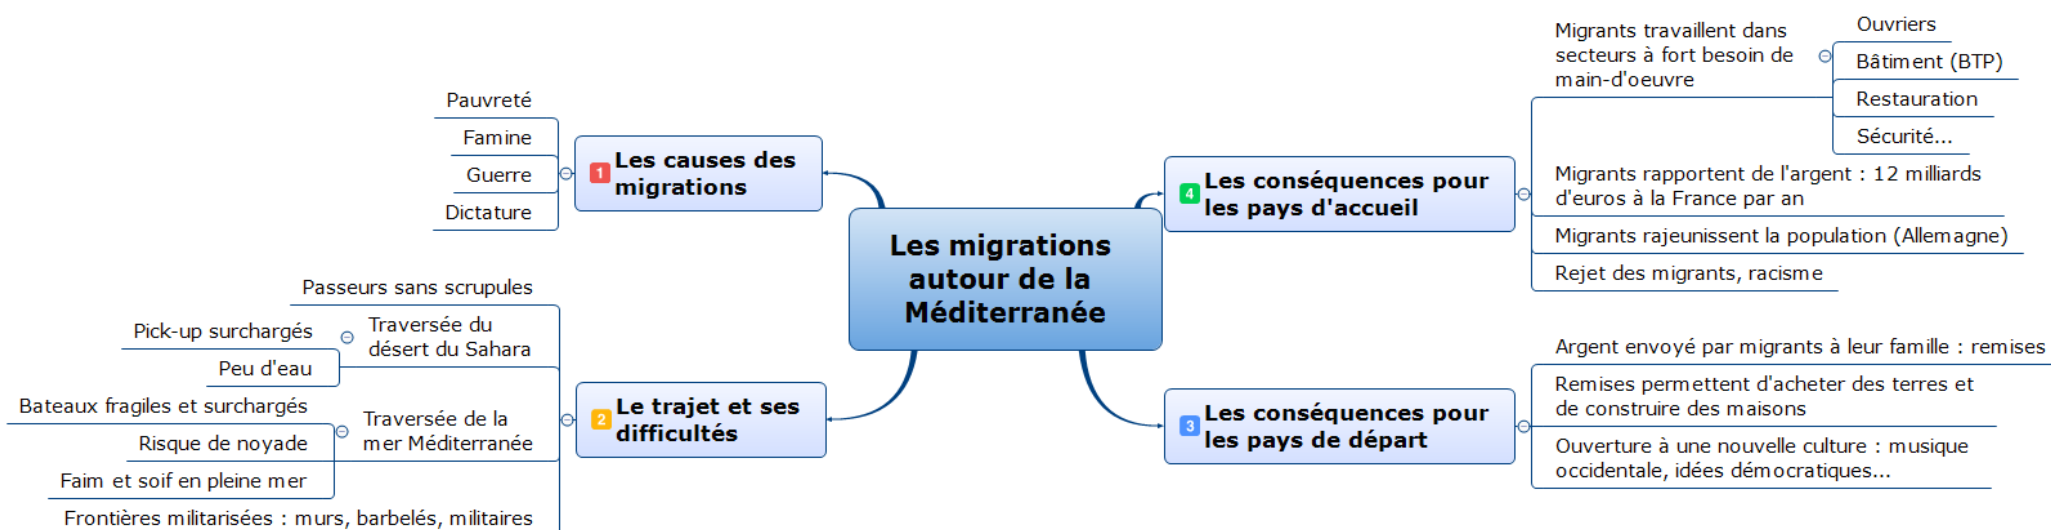 Les migrations
autour de la
Méditerranée
1 Les causes des
migrations
Pauvreté
Famine
Guerre
Dictature
2 Le trajet et ses
difficultés
Passeurs sans scrupules
Traversée du
désert du Sahara
Pick-up surchargés
Peu d'eau
Traversée de la
mer Méditerranée
Bateaux fragiles et surchargés
Risque de noyade
Faim et soif en pleine mer
Frontières militarisées : murs, barbelés, militaires
3 Les conséquences pour
les pays de départ
Argent envoyé par migrants à leur famille : remises
Remises permettent d'acheter des terres et
de construire des maisons
Ouverture à une nouvelle culture : musique
occidentale, idées démocratiques...
4 Les conséquences pour
les pays d'accueil
Migrants travaillent dans
secteurs à fort besoin de
main-d'oeuvre
Ouvriers
Bâtiment (BTP)
Restauration
Sécurité...
Migrants rapportent de l'argent : 12 milliards
d'euros à la France par an
Migrants rajeunissent la population (Allemagne)
Rejet des migrants, racisme